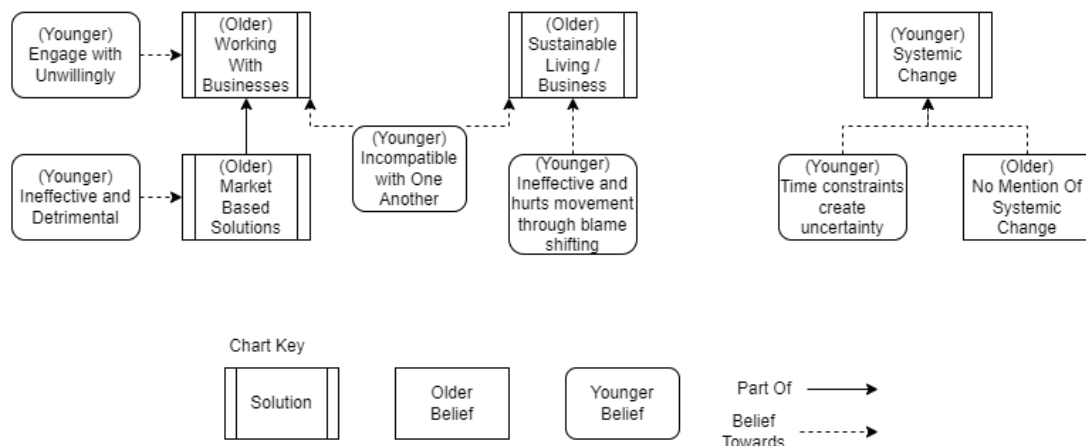 (Younger)
Engage with
Unwillingly
(Older)
Working
With
Businesses
(Older)
Sustainable
Living /
Business
(Younger)
Systemic
Change
(Younger)
Ineffective and
Detrimental
(Older)
Market
Based
Solutions
(Younger)
Incompatible
with One
Another
(Younger)
Ineffective and
hurts movement
through blame
shifting
(Younger)
Time constraints
create
uncertainty
(Older)
No Mention Of
Systemic
Change
Chart Key
Solution
Older
Belief
Younger
Belief
Part Of
Belief
Towards